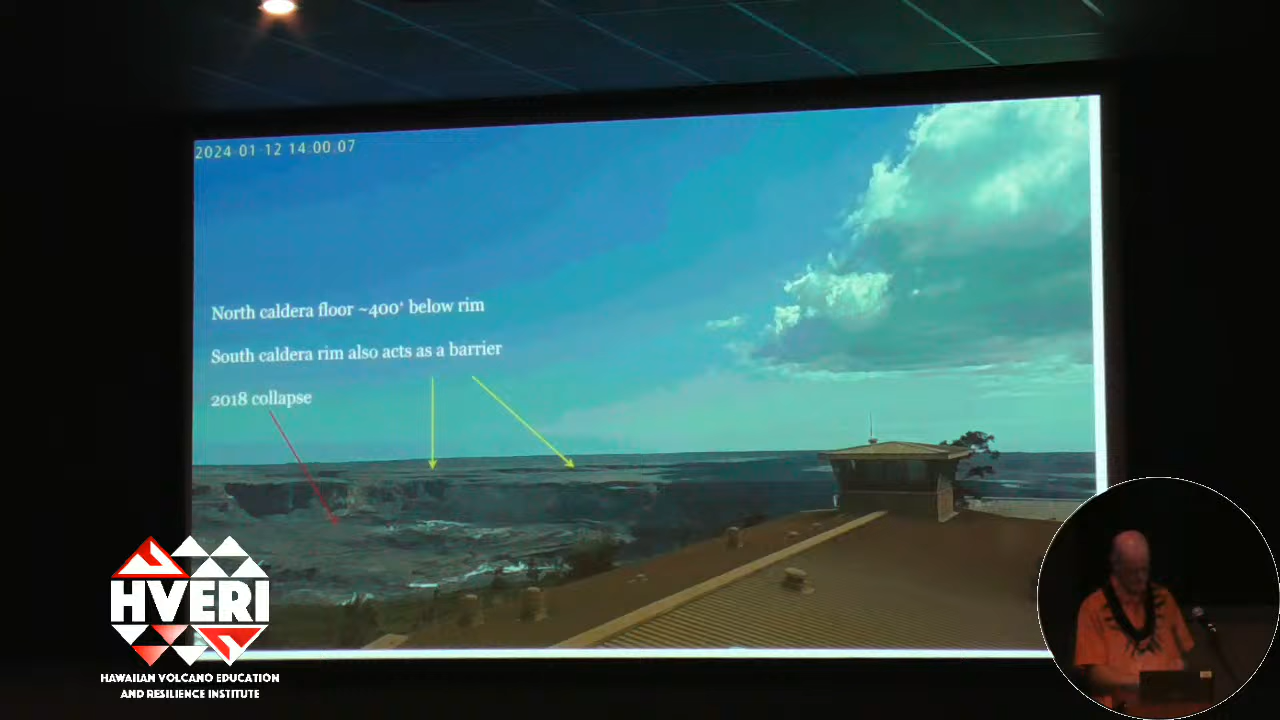 2024-01-12 14:00.07
North caldera floor ~400' below rim
South caldera rim also acts as a barrier
2018 collapse
HVERI
HAWAIIAN VOLCANO EDUCATION
AND RESILIENCE INSTITUTE